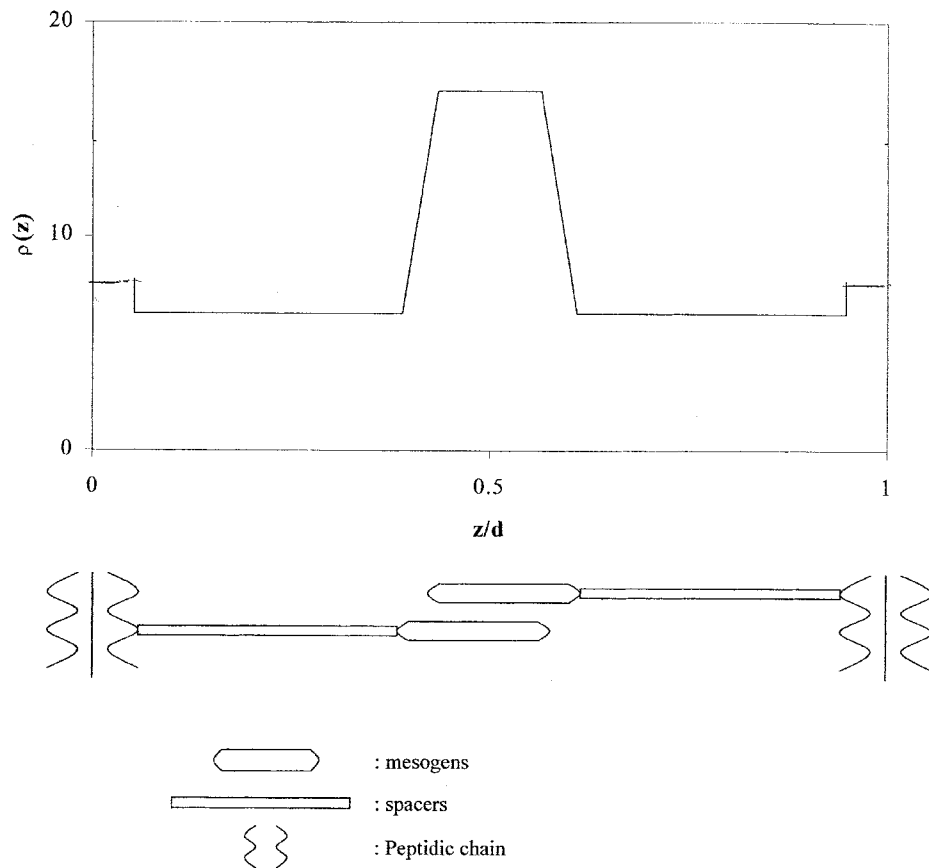 20
10
0
ρ(z)
0
0.5
1
z/d
: mesogens
: spacers
: Peptidic chain